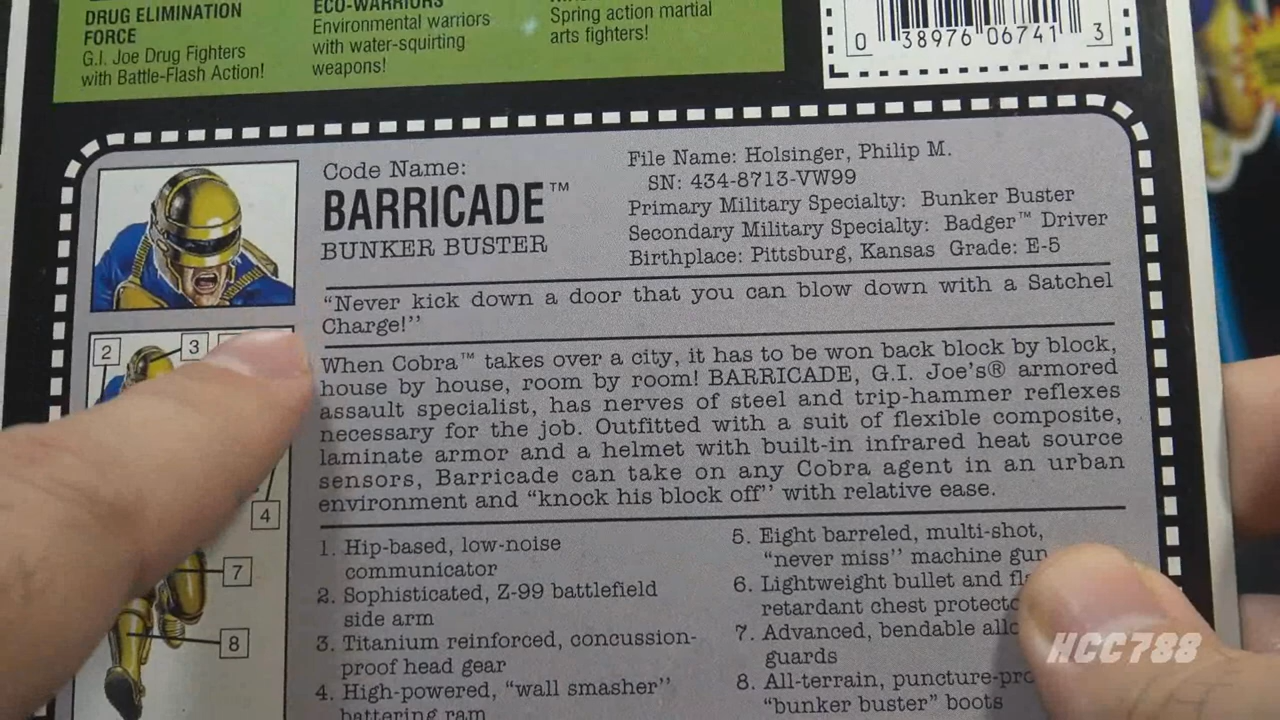 DRUG ELIMINATION
FORCE
G.I. Joe Drug Fighters
with Battle-Flash Action!
ECO-WARRIORS
Environmental warriors
with water-squirting
weapons!
Spring action martial
arts fighters!
0 38976 06741 3
Code Name:
BARRICADE™
BUNKER BUSTER
File Name: Holsinger, Philip M.
SN: 434-8713-VW99
Primary Military Specialty: Bunker Buster
Secondary Military Specialty: Badger™ Driver
Birthplace: Pittsburg, Kansas Grade: E-5
“Never kick down a door that you can blow down with a Satchel
Charge!’’
When Cobra™ takes over a city, it has to be won back block by block,
house by house, room by room! BARRICADE, G.I. Joe's® armored
assault specialist, has nerves of steel and trip-hammer reflexes
necessary for the job. Outfitted with a suit of flexible composite,
laminate armor and a helmet with built-in infrared heat source
sensors, Barricade can take on any Cobra agent in an urban
environment and “knock his block off’’ with relative ease.
2
3
4
7
8
1. Hip-based, low-noise
communicator
2. Sophisticated, Z-99 battlefield
side arm
3. Titanium reinforced, concussion-
proof head gear
4. High-powered, “wall smasher’’
battering ram
5. Eight barreled, multi-shot,
“never miss’’ machine gun
6. Lightweight bullet and
retardant chest
7. Advanced, bendable
guards
8. All-terrain,
“bunker buster’’ boots
HCC788